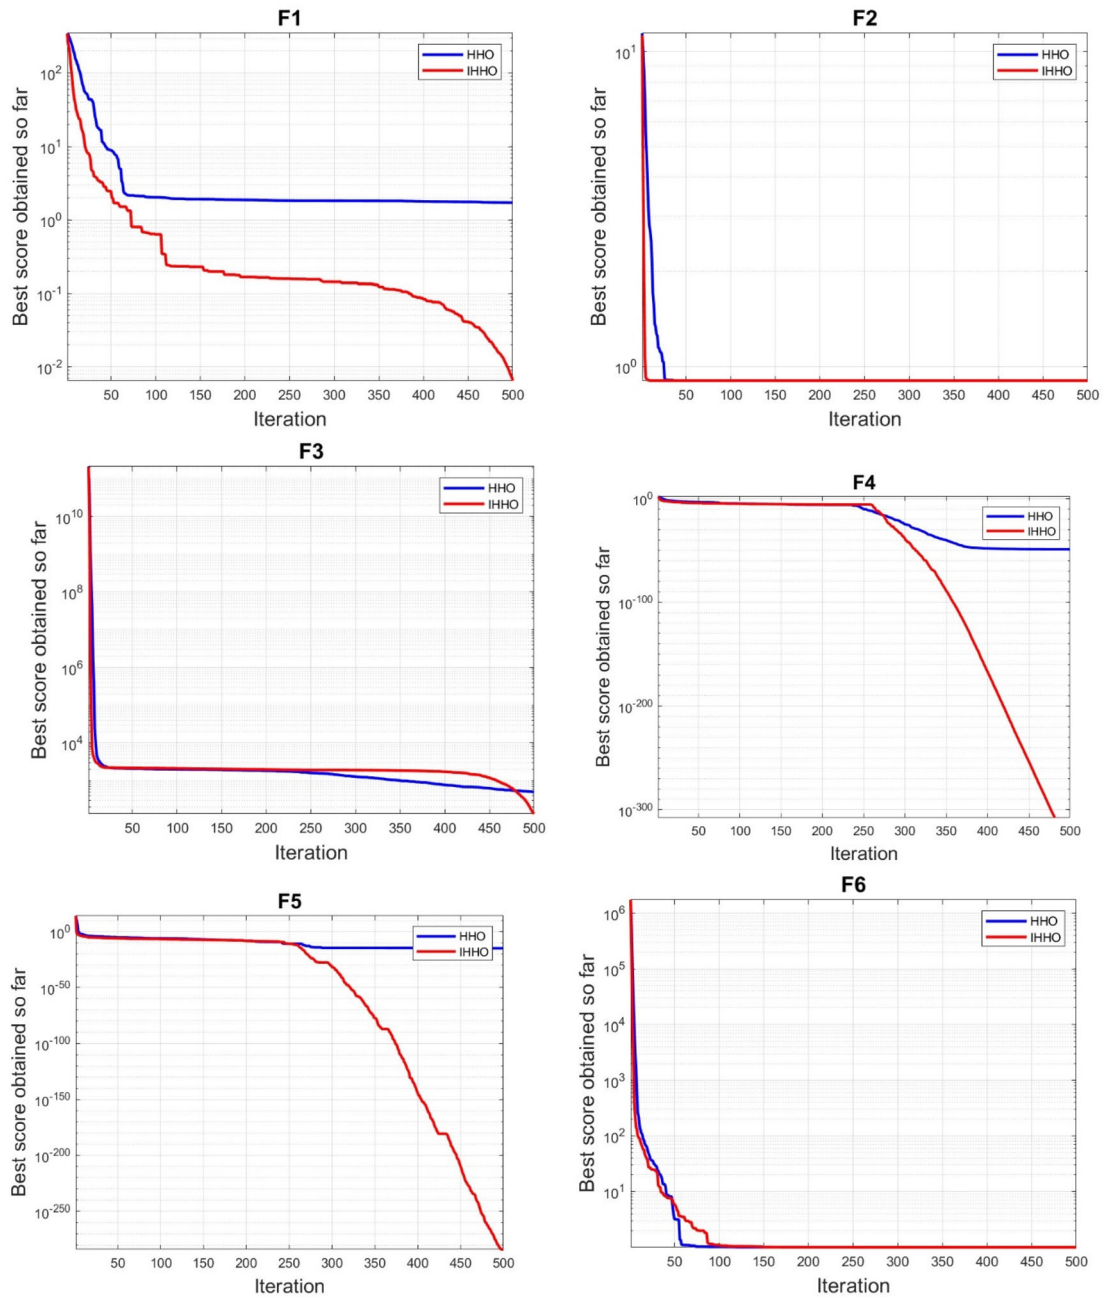 F1
HHO
IHHO
Best score obtained so far
10^2
10^1
10^0
10^-1
10^-2
50 100 150 200 250 300 350 400 450 500
Iteration
F2
HHO
IHHO
Best score obtained so far
10^1
10^0
50 100 150 200 250 300 350 400 450 500
Iteration
F3
HHO
IHHO
Best score obtained so far
10^10
10^8
10^6
10^4
50 100 150 200 250 300 350 400 450 500
Iteration
F4
HHO
IHHO
Best score obtained so far
10^0
10^-100
10^-200
10^-300
50 100 150 200 250 300 350 400 450 500
Iteration
F5
HHO
IHHO
Best score obtained so far
10^0
10^-50
10^-100
10^-150
10^-200
10^-250
50 100 150 200 250 300 350 400 450 500
Iteration
F6
HHO
IHHO
Best score obtained so far
10^6
10^5
10^4
10^3
10^2
10^1
50 100 150 200 250 300 350 400 450 500
Iteration